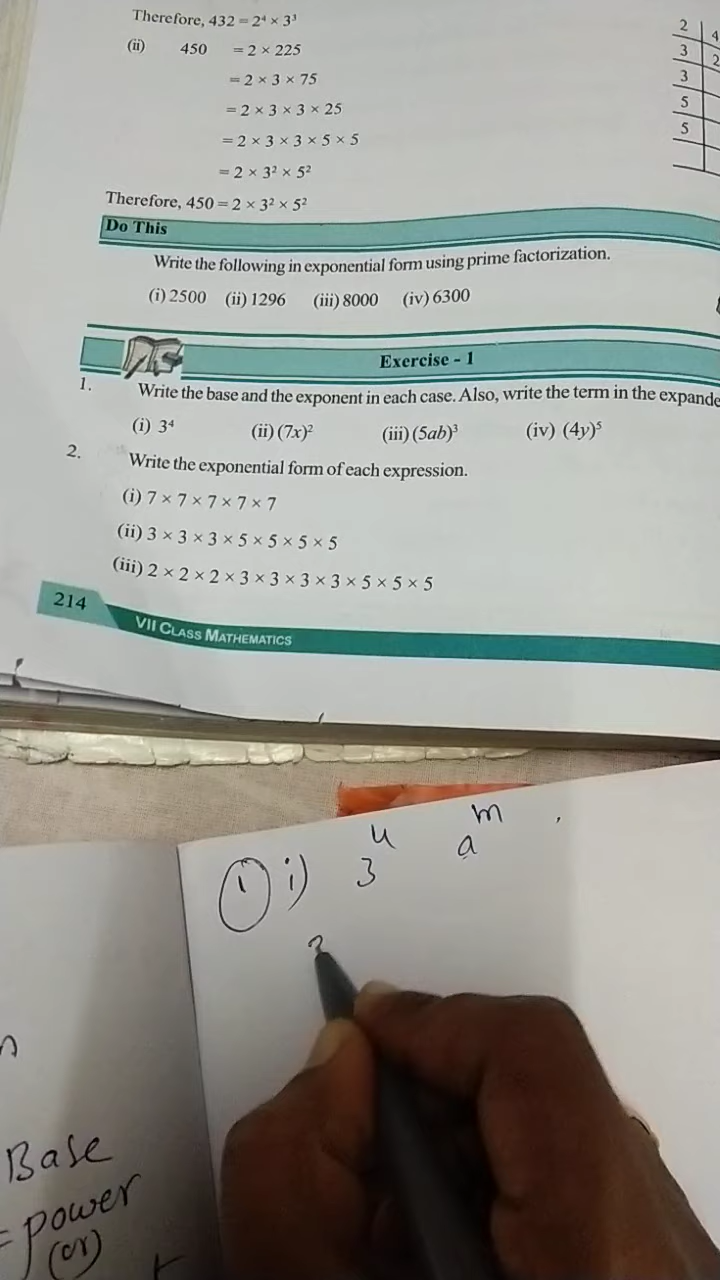 Therefore, 432 = 2⁴ × 3³
(ii) 450 = 2 × 225
= 2 × 3 × 75
= 2 × 3 × 3 × 25
= 2 × 3 × 3 × 5 × 5
= 2 × 3² × 5²
Therefore, 450 = 2 × 3² × 5²
2 4
3 2
3
5
5
Do This
Write the following in exponential form using prime factorization.
(i) 2500 (ii) 1296 (iii) 8000 (iv) 6300
Exercise - 1
1. Write the base and the exponent in each case. Also, write the term in the expande
(i) 3⁴ (ii) (7x)² (iii) (5ab)³ (iv) (4y)⁵
2. Write the exponential form of each expression.
(i) 7 × 7 × 7 × 7 × 7
(ii) 3 × 3 × 3 × 5 × 5 × 5 × 5
(iii) 2 × 2 × 2 × 3 × 3 × 3 × 3 × 5 × 5 × 5
214 VII CLASS MATHEMATICS
1 i) 3⁴ aᵐ
Base
= power
(or)